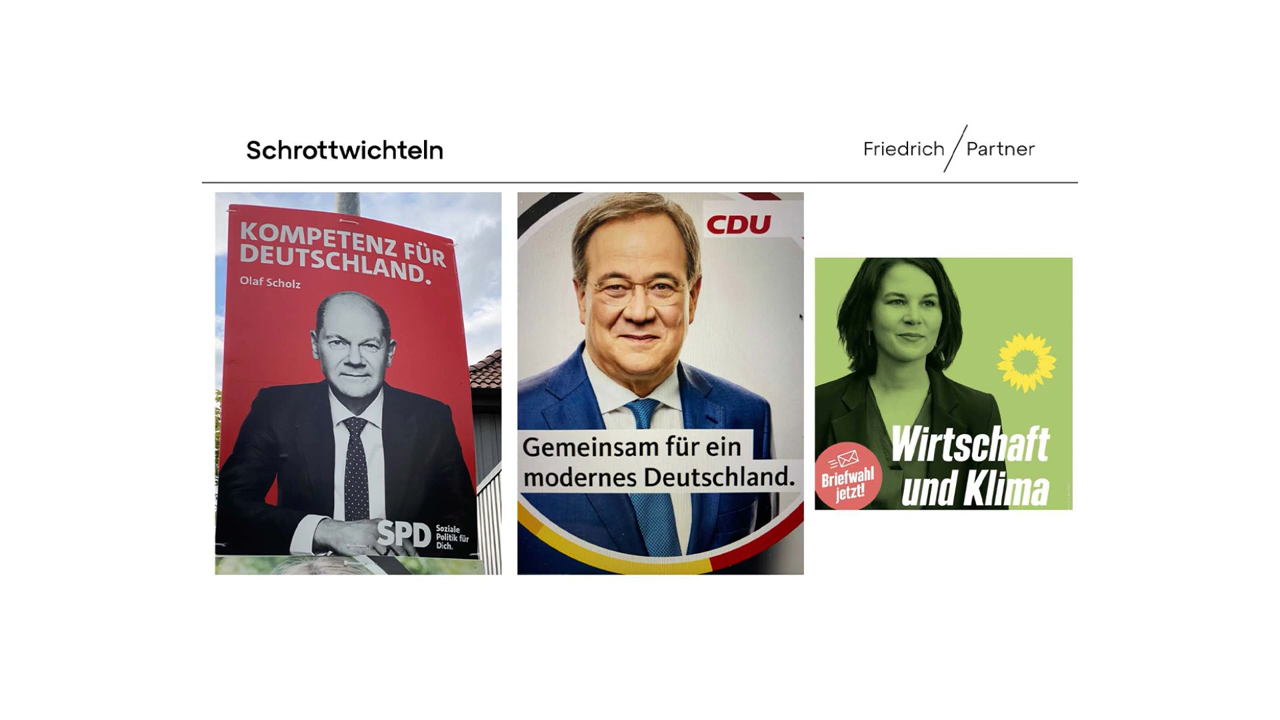 Schrottwichteln
Friedrich/Partner
KOMPETENZ FÜR
DEUTSCHLAND.
Olaf Scholz
SPD
Soziale
Politik für
Dich.
CDU
Gemeinsam für ein
modernes Deutschland.
Wirtschaft
und Klima
Briefwahl
jetzt!